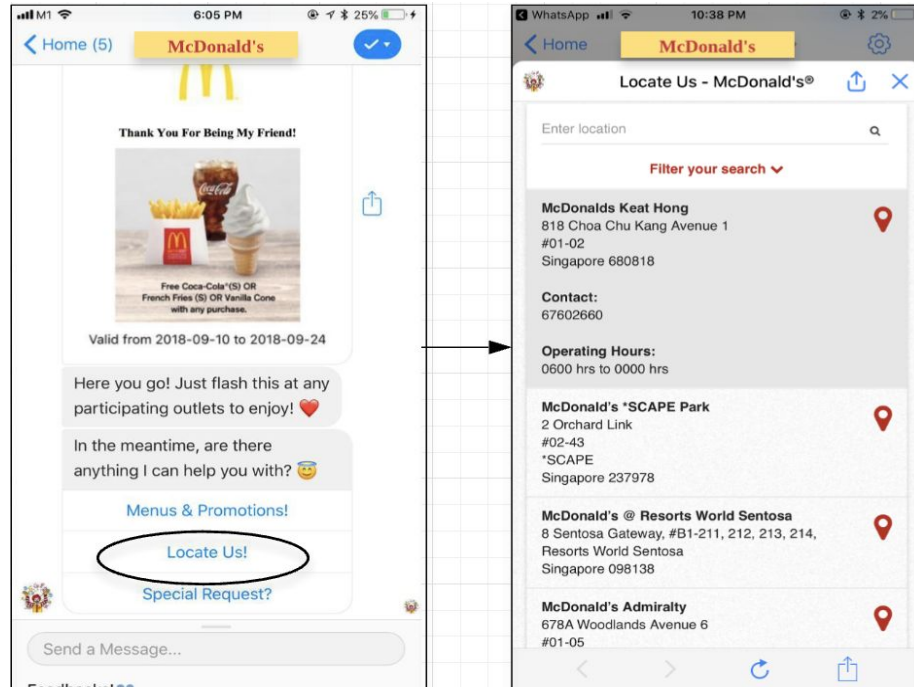 M1
6:05 PM
25%
Home (5)
McDonald's
Thank You For Being My Friend!
Coca-Cola
Free Coca-Cola®(S) OR
French Fries (S) OR Vanilla Cone
with any purchase.
Valid from 2018-09-10 to 2018-09-24
Here you go! Just flash this at any
participating outlets to enjoy! ❤️
In the meantime, are there
anything I can help you with? 😇
Menus & Promotions!
Locate Us!
Special Request?
Send a Message...
WhatsApp
10:38 PM
2%
Home
McDonald's
Locate Us - McDonald's®
Enter location
Filter your search
McDonalds Keat Hong
818 Choa Chu Kang Avenue 1
#01-02
Singapore 680818
Contact:
67602660
Operating Hours:
0600 hrs to 0000 hrs
McDonald's *SCAPE Park
2 Orchard Link
#02-43
*SCAPE
Singapore 237978
McDonald's @ Resorts World Sentosa
8 Sentosa Gateway, #B1-211, 212, 213, 214,
Resorts World Sentosa
Singapore 098138
McDonald's Admiralty
678A Woodlands Avenue 6
#01-05